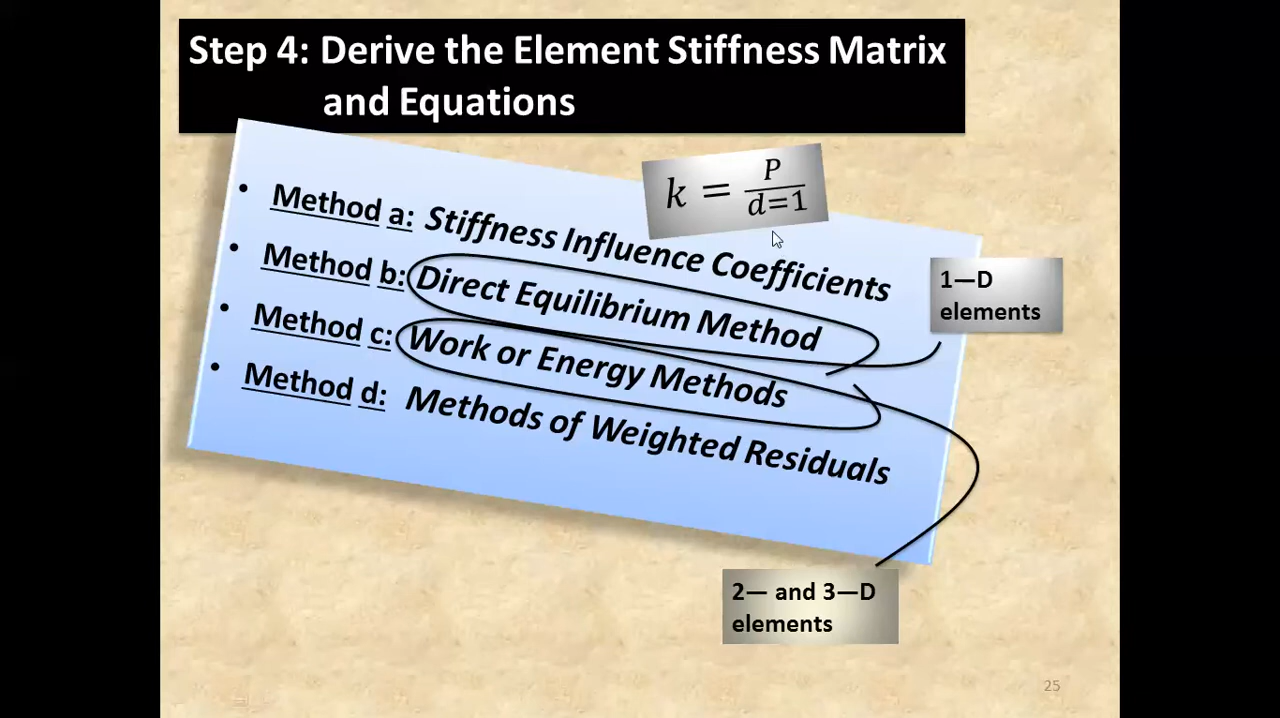 Step 4: Derive the Element Stiffness Matrix
and Equations
k = P/d=1
• Method a: Stiffness Influence Coefficients
• Method b: Direct Equilibrium Method
• Method c: Work or Energy Methods
• Method d: Methods of Weighted Residuals
1—D
elements
2— and 3—D
elements
25